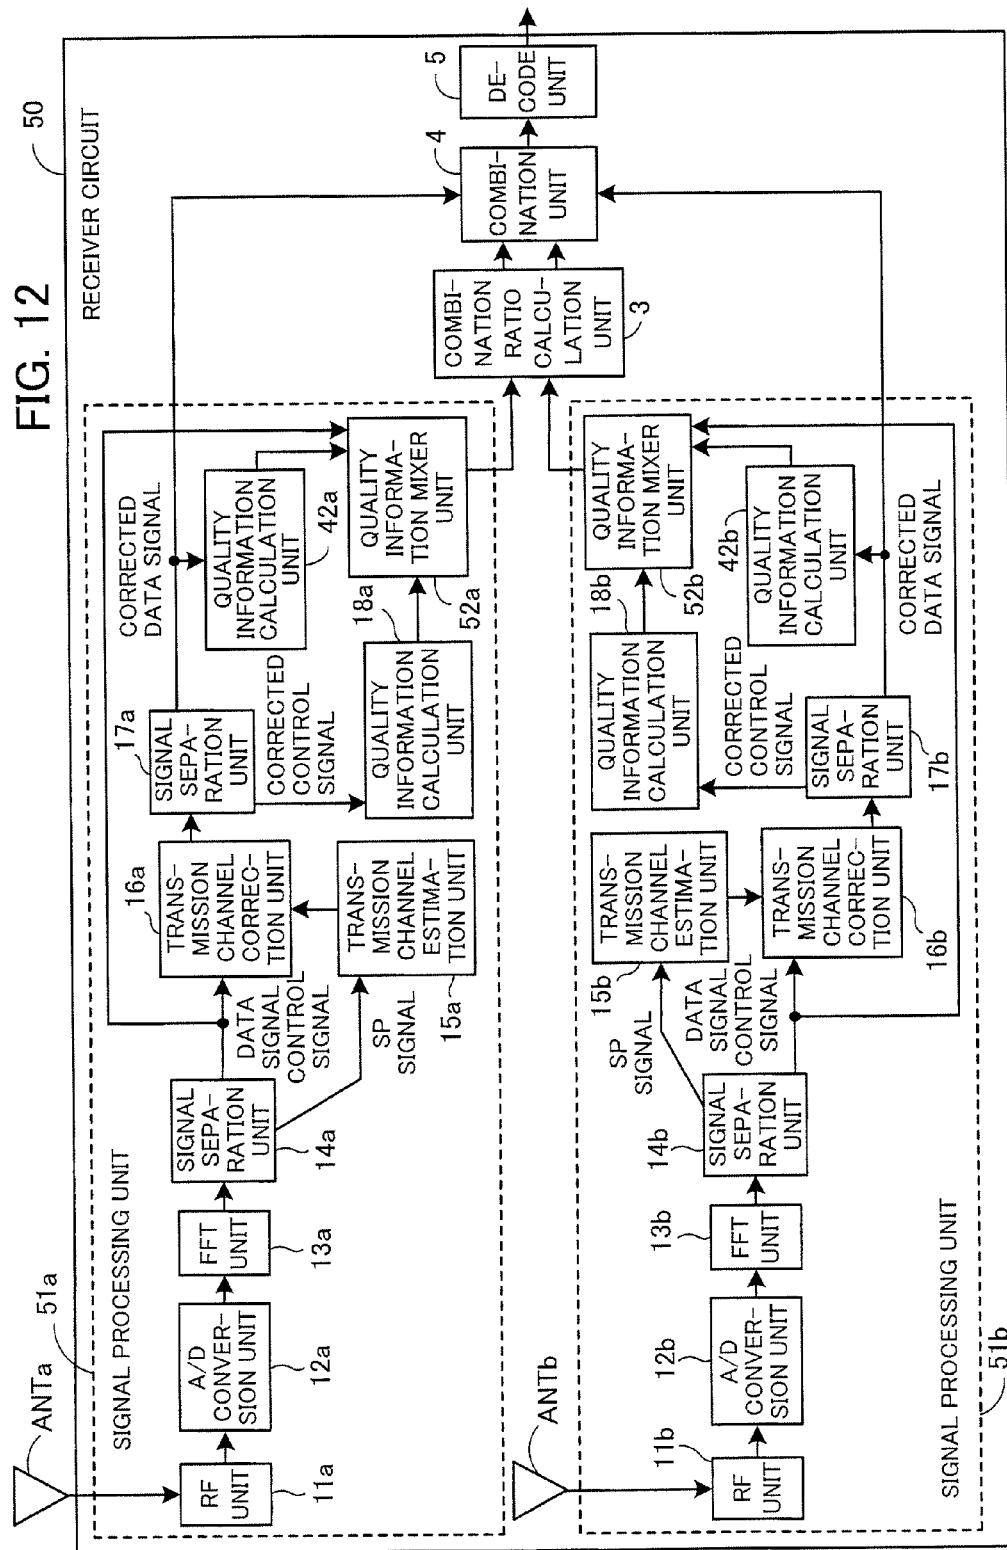 FIG. 12
50
RECEIVER CIRCUIT
ANTa
51a
SIGNAL PROCESSING UNIT
RF
UNIT
11a
A/D
CONVER-
SION UNIT
12a
FFT
UNIT
13a
SIGNAL
SEPA-
RATION
UNIT
14a
DATA
SIGNAL
CONTROL
SIGNAL
SP
SIGNAL
16a
TRANS-
MISSION
CHANNEL
CORREC-
TION UNIT
TRANS-
MISSION
CHANNEL
ESTIMA-
TION UNIT
15a
17a
SIGNAL
SEPA-
RATION
UNIT
CORRECTED
CONTROL
SIGNAL
CORRECTED
DATA SIGNAL
QUALITY
INFORMATION
CALCULATION
UNIT
42a
18a
QUALITY
INFORMATION
CALCULATION
UNIT
QUALITY
INFORMA-
TION MIXER
UNIT
52a
COMBI-
NATION
RATIO
CALCU-
LATION
UNIT
3
4
COMBI-
NATION
UNIT
5
DE-
CODE
UNIT
ANTb
11b
RF
UNIT
A/D
CONVER-
SION UNIT
12b
FFT
UNIT
13b
SIGNAL
SEPA-
RATION
UNIT
14b
SP
SIGNAL
DATA
SIGNAL
CONTROL
SIGNAL
TRANS-
MISSION
CHANNEL
ESTIMA-
TION UNIT
15b
TRANS-
MISSION
CHANNEL
CORREC-
TION UNIT
16b
SIGNAL
SEPA-
RATION
UNIT
17b
CORRECTED
CONTROL
SIGNAL
QUALITY
INFORMATION
CALCULATION
UNIT
18b
QUALITY
INFORMA-
TION MIXER
UNIT
52b
42b
QUALITY
INFORMATION
CALCULATION
UNIT
CORRECTED
DATA SIGNAL
SIGNAL PROCESSING UNIT
51b